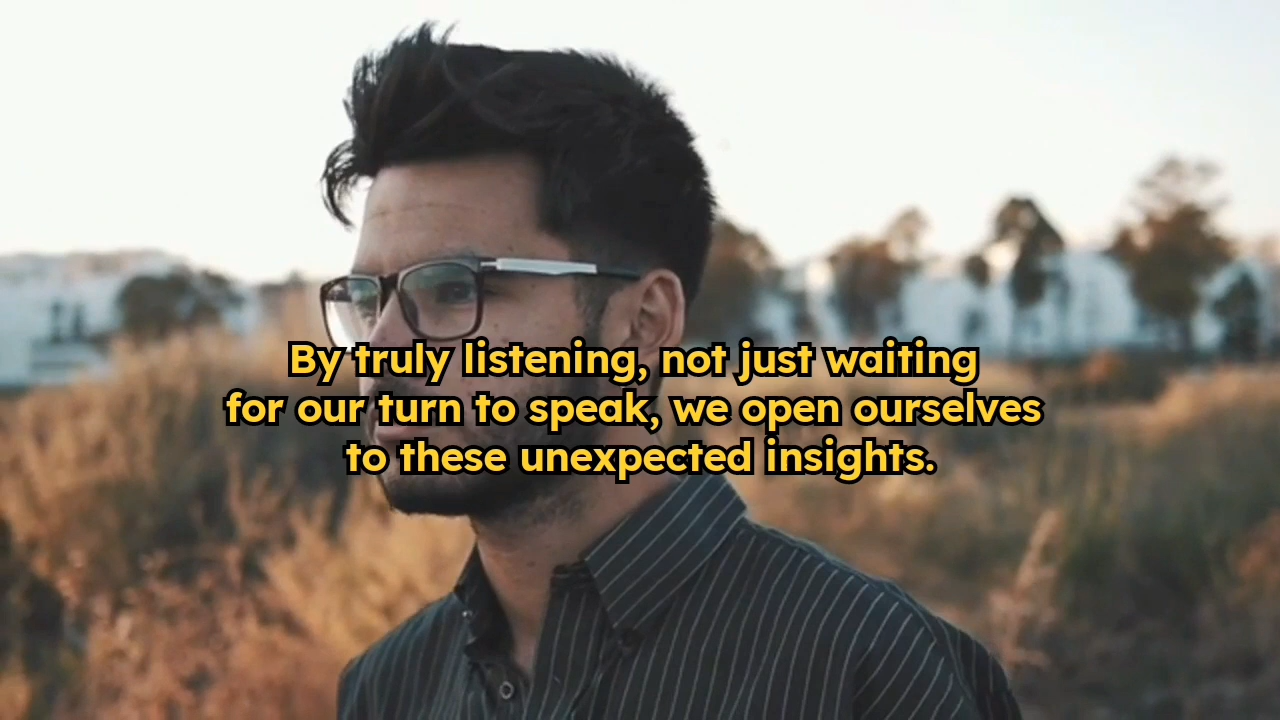 By truly listening, not just waiting
for our turn to speak, we open ourselves
to these unexpected insights.